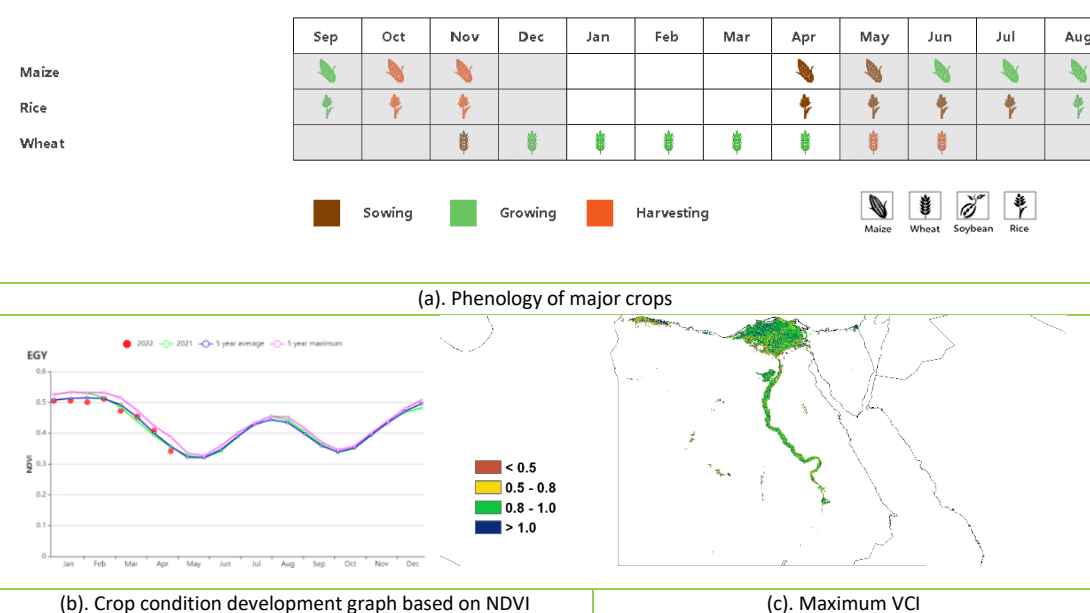 Sep Oct Nov Dec Jan Feb Mar Apr May Jun Jul Aug
Maize
Rice
Wheat
Sowing Growing Harvesting
Maize Wheat Soybean Rice
(a). Phenology of major crops
2022 2021 5 year average 5 year maximum
EGY
0.6
0.5
0.4
0.3
0.2
0.1
0
NDVI
Jan Feb Mar Apr May Jun Jul Aug Sep Oct Nov Dec
< 0.5
0.5 - 0.8
0.8 - 1.0
> 1.0
(b). Crop condition development graph based on NDVI
(c). Maximum VCI